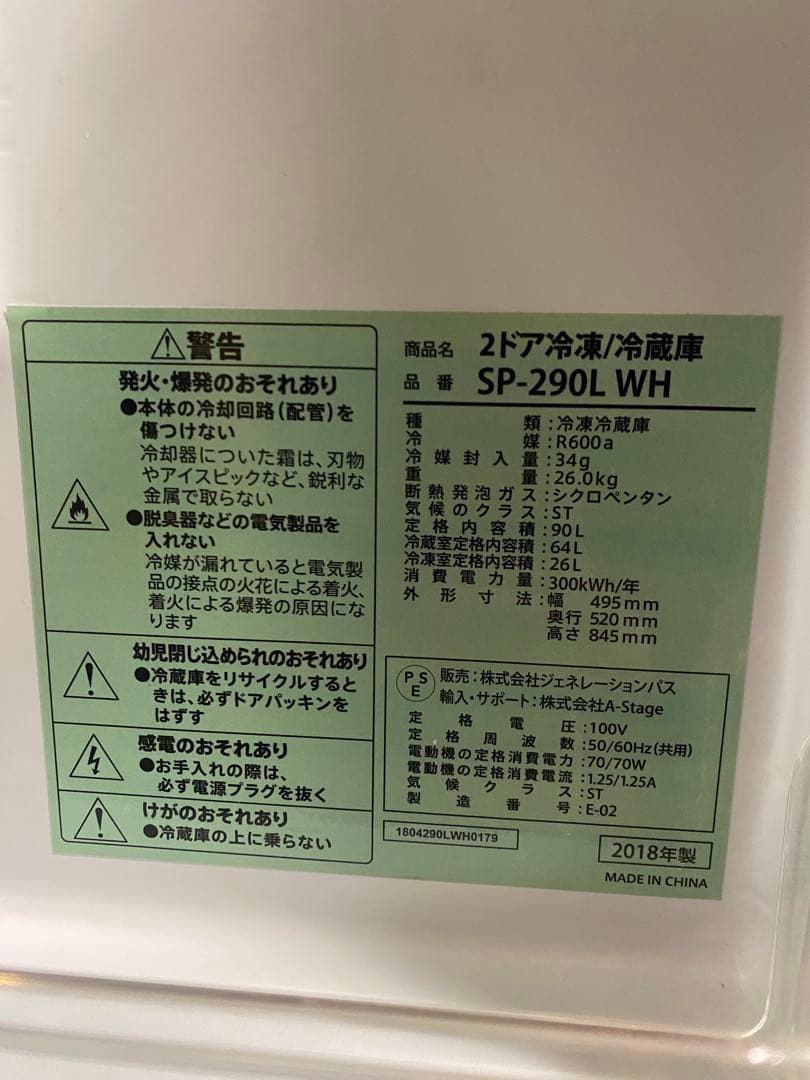 警告
発火・爆発のおそれあり
●本体の冷却回路(配管)を
傷つけない
冷却器についた霜は、刃物
やアイスピックなど、鋭利な
金属で取らない
●脱臭器などの電気製品を
入れない
冷媒が漏れていると電気製
品の接点の火花による着火、
着火による爆発の原因にな
ります
幼児閉じ込められのおそれあり
●冷蔵庫をリサイクルすると
きは、必ずドアパッキンを
はずす
感電のおそれあり
●お手入れの際は、
必ず電源プラグを抜く
けがのおそれあり
●冷蔵庫の上に乗らない
商品名 2ドア冷凍/冷蔵庫
品番 SP-290L WH
種類:冷凍冷蔵庫
冷媒:R600a
冷媒封入量:34g
重量:26.0kg
断熱発泡ガス:シクロペンタン
気候のクラス:ST
定格内容積:90L
冷蔵室定格内容積:64L
冷凍室定格内容積:26L
消費電力量:300kWh/年
外形寸法:幅 495mm
奥行 520mm
高さ 845mm
PSE
販売:株式会社ジェネレーションパス
輸入・サポート:株式会社A-Stage
定格電圧:100V
定格周波数:50/60Hz(共用)
電動機の定格消費電力:70/70W
電動機の定格消費電流:1.25/1.25A
気候クラス:ST
製造番号:E-02
1804290LWH0179
2018年製
MADE IN CHINA